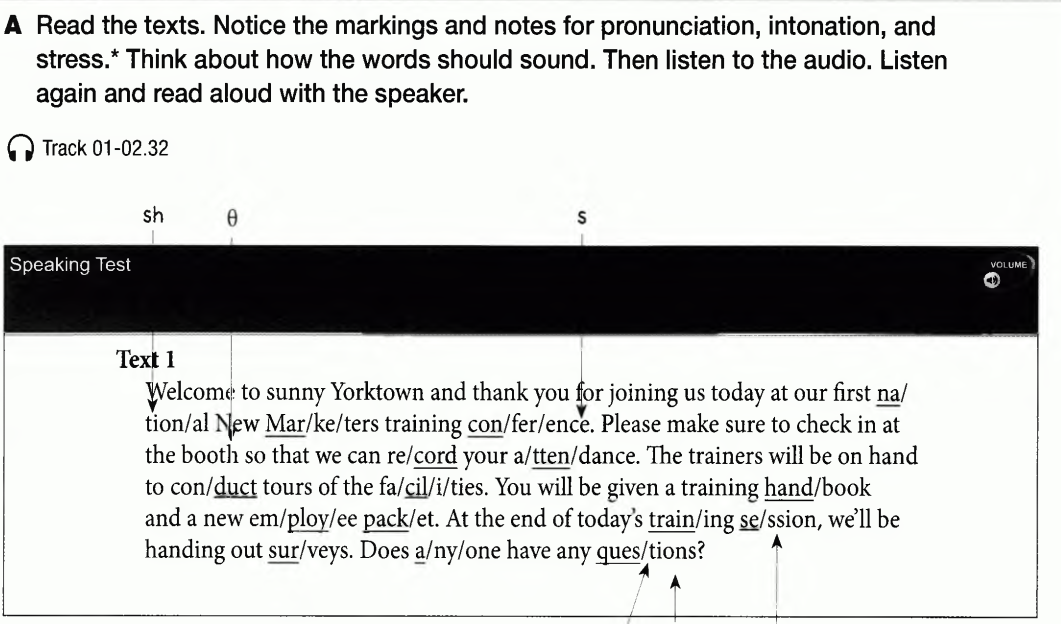 A Read the texts. Notice the markings and notes for pronunciation, intonation, and
stress.* Think about how the words should sound. Then listen to the audio. Listen
again and read aloud with the speaker.
Track 01-02.32
sh θ s
Speaking Test
VOLUME
Text 1
Welcome to sunny Yorktown and thank you for joining us today at our first na/
tion/al New Mar/ke/ters training con/fer/ence. Please make sure to check in at
the booth so that we can re/cord your a/tten/dance. The trainers will be on hand
to con/duct tours of the fa/cil/i/ties. You will be given a training hand/book
and a new em/ploy/ee pack/et. At the end of today's train/ing se/ssion, we'll be
handing out sur/veys. Does a/ny/one have any ques/tions?